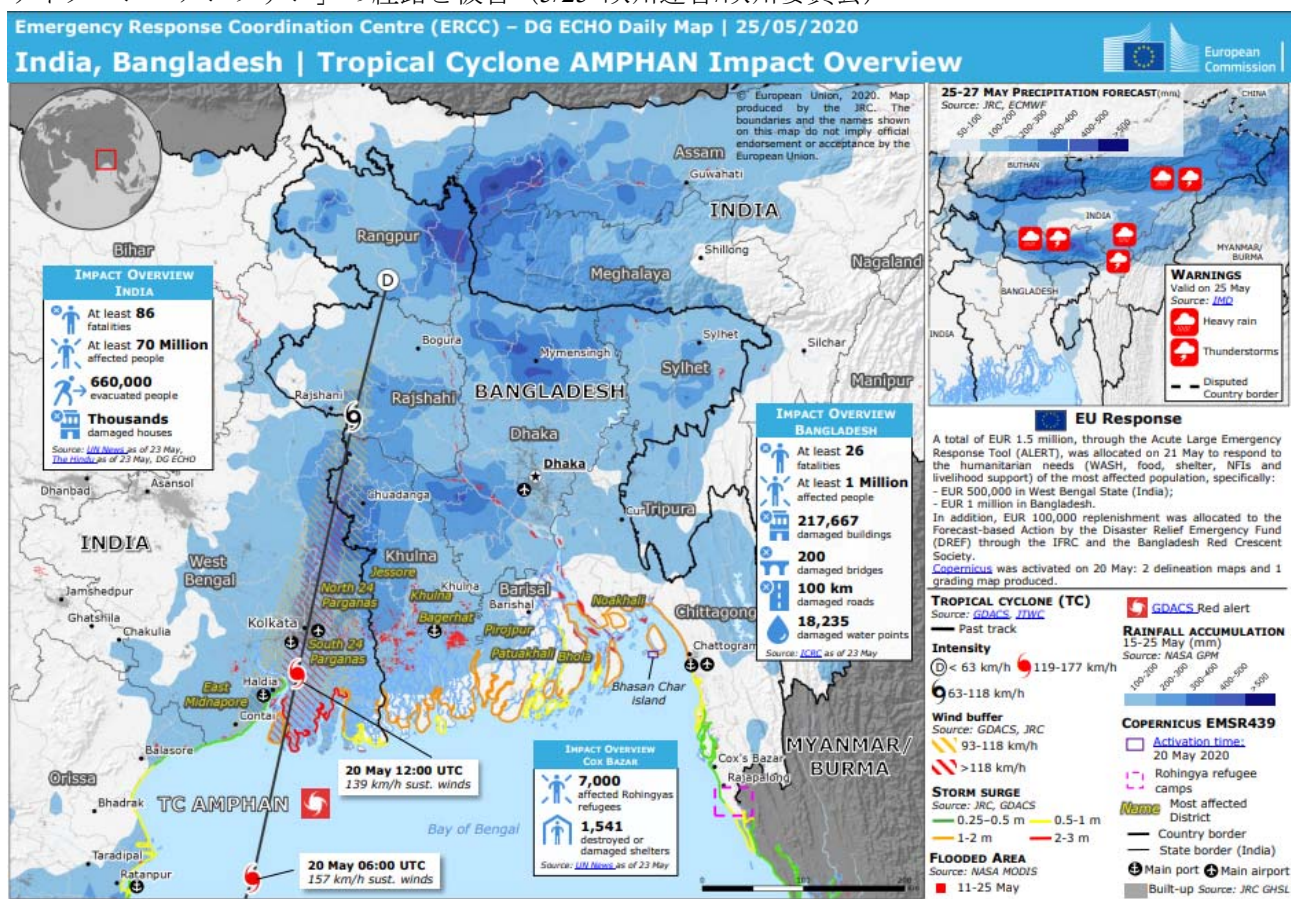 Emergency Response Coordination Centre (ERCC) – DG ECHO Daily Map | 25/05/2020
India, Bangladesh | Tropical Cyclone AMPHAN Impact Overview
European
Commission
© European Union, 2020. Map
produced by the JRC. The
boundaries and the names shown
on this map do not imply official
endorsement or acceptance by the
European Union.
Assam
Guwahati
INDIA
Rangpur
Bihar
Shillong
Meghalaya
Nagaland
IMPACT OVERVIEW
INDIA
At least 86
fatalities
At least 70 Million
affected people
660,000
evacuated people
Thousands
damaged houses
Source: UN News as of 23 May,
The Hindu as of 23 May, DG ECHO
D
Bogura
Mymensingh
Sylhet
Sylhet
Silchar
Manipur
Rajshani
Rajshahi
BANGLADESH
Dhaka
Dhaka
IMPACT OVERVIEW
BANGLADESH
At least 26
fatalities
At least 1 Million
affected people
217,667
damaged buildings
200
damaged bridges
100 km
damaged roads
18,235
damaged water points
Source: ICRC as of 23 May
Dhanbad
Asansol
Chuadanga
Cur
Tripura
INDIA
West
Bengal
Khulna
Jessore
North 24
Parganas
Khulna
Khulna
Bagerhat
Barisal
Barishal
Noakhali
Chittagong
Jamshedpur
Ghatshila
Chakulia
Kolkata
South 24
Parganas
Pirojpur
Patuakhali
Bhola
Chattogram
Haldia
East
Midnapore
Contai
Bhasan Char
island
Balasore
Orissa
Bhadrak
20 May 12:00 UTC
139 km/h sust. winds
TC AMPHAN
Bay of Bengal
IMPACT OVERVIEW
COX BAZAR
7,000
affected Rohingyas
refugees
1,541
destroyed or
damaged shelters
Source: UN News as of 23 May
Cox's Bazar
Rajapalong
MYANMAR/
BURMA
Taradipal
Ratanpur
20 May 06:00 UTC
157 km/h sust. winds
25-27 MAY PRECIPITATION FORECAST(mm)
Source: JRC, ECMWF
50-100
100-200
200-300
300-400
400-500
>500
CHINA
BUTHAN
INDIA
MYANMAR/
BURMA
BANGLADESH
INDIA
WARNINGS
Valid on 25 May
Source: IMD
Heavy rain
Thunderstorms
Disputed
Country border
EU Response
A total of EUR 1.5 million, through the Acute Large Emergency
Response Tool (ALERT), was allocated on 21 May to respond to
the humanitarian needs (WASH, food, shelter, NFIs and
livelihood support) of the most affected population, specifically:
- EUR 500,000 in West Bengal State (India);
- EUR 1 million in Bangladesh.
In addition, EUR 100,000 replenishment was allocated to the
Forecast-based Action by the Disaster Relief Emergency Fund
(DREF) through the IFRC and the Bangladesh Red Crescent
Society.
Copernicus was activated on 20 May: 2 delineation maps and 1
grading map produced.
TROPICAL CYCLONE (TC)
Source: GDACS, JTWC
Past track
Intensity
D < 63 km/h
119-177 km/h
63-118 km/h
Wind buffer
Source: GDACS, JRC
93-118 km/h
>118 km/h
STORM SURGE
Source: JRC, GDACS
0.25–0.5 m
0.5-1 m
1-2 m
2-3 m
FLOODED AREA
Source: NASA MODIS
11-25 May
GDACS Red alert
RAINFALL ACCUMULATION
15-25 May (mm)
Source: NASA GPM
100-200
200-300
300-400
400-500
>500
COPERNICUS EMSR439
Activation time:
20 May 2020
Rohingya refugee
camps
Name
Most affected
District
Country border
State border (India)
Main port
Main airport
Built-up Source: JRC GHSL